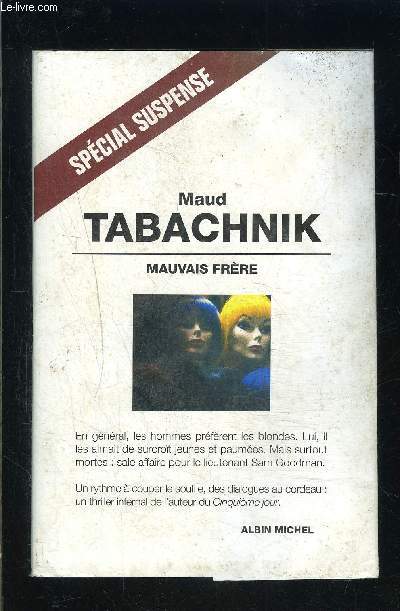 Le-livre.com
SPÉCIAL SUSPENSE
Maud
TABACHNIK
MAUVAIS FRÈRE
En général, les hommes préfèrent les blondes. Lui, il
les aimait de surcroît jeunes et paumées. Mais surtout
mortes : sale affaire pour le lieutenant Sam Goodman.
Un rythme à couper le souffle, des dialogues au cordeau :
un thriller infernal de l'auteur du Cinquième jour.
ALBIN MICHEL